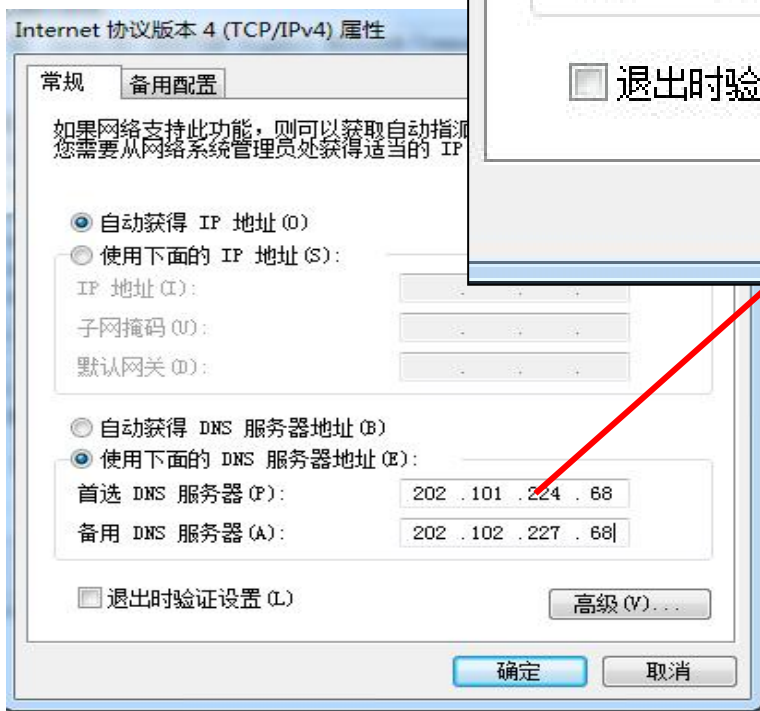 Internet 协议版本 4 (TCP/IPv4) 属性
退出时验
常规 备用配置
如果网络支持此功能，则可以获取自动指派
您需要从网络系统管理员处获得适当的 IP
自动获得 IP 地址(O)
使用下面的 IP 地址(S):
IP 地址(I):
子网掩码(U):
默认网关(D):
自动获得 DNS 服务器地址(B)
使用下面的 DNS 服务器地址(E):
首选 DNS 服务器(P): 202 .101 .224 . 68
备用 DNS 服务器(A): 202 .102 .227 . 68
退出时验证设置(L)
高级(V)...
确定 取消